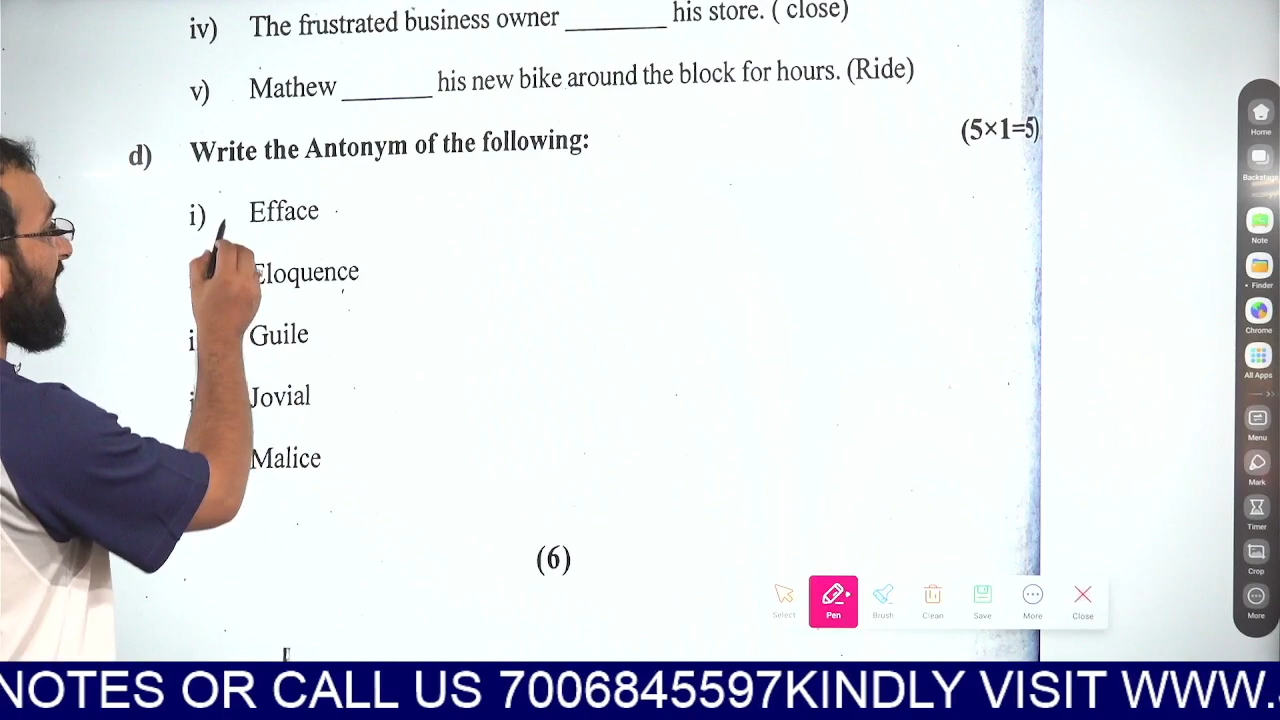 iv) The frustrated business owner ________ his store. ( close)
v) Mathew ________ his new bike around the block for hours. (Ride)
d) Write the Antonym of the following: (5×1=5)
i) Efface
Eloquence
i Guile
Jovial
Malice
(6)
Home
Backstage
Note
Finder
Chrome
All Apps
Menu
Mark
Timer
Crop
More
Select
Pen
Brush
Clean
Save
More
Close
NOTES OR CALL US 7006845597KINDLY VISIT WWW.